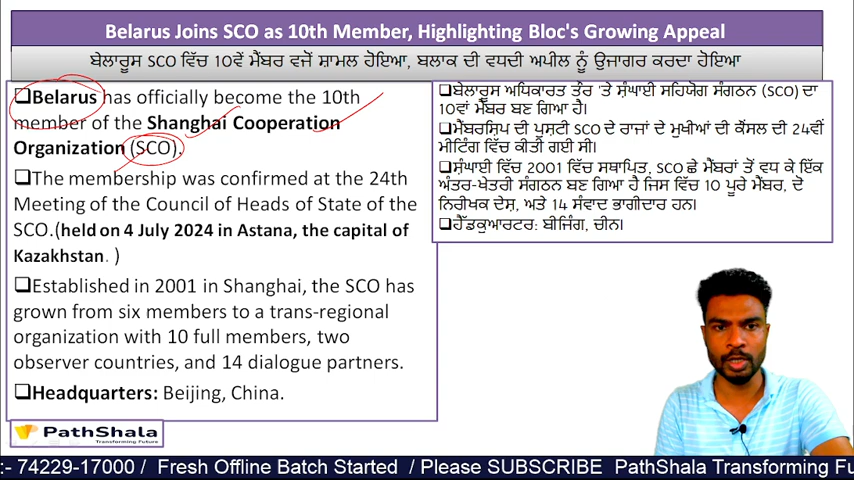 Belarus Joins SCO as 10th Member, Highlighting Bloc's Growing Appeal
ਬੇਲਾਰੂਸ SCO ਵਿੱਚ 10ਵੇਂ ਮੈਂਬਰ ਵਜੋਂ ਸ਼ਾਮਲ ਹੋਇਆ, ਬਲਾਕ ਦੀ ਵਧਦੀ ਅਪੀਲ ਨੂੰ ਉਜਾਗਰ ਕਰਦਾ ਹੋਇਆ
❑Belarus has officially become the 10th
member of the Shanghai Cooperation
Organization (SCO),
❑The membership was confirmed at the 24th
Meeting of the Council of Heads of State of the
SCO.(held on 4 July 2024 in Astana, the capital of
Kazakhstan. )
❑Established in 2001 in Shanghai, the SCO has
grown from six members to a trans-regional
organization with 10 full members, two
observer countries, and 14 dialogue partners.
❑Headquarters: Beijing, China.
❑ਬੇਲਾਰੂਸ ਅਧਿਕਾਰਤ ਤੌਰ 'ਤੇ ਸ਼ੰਘਾਈ ਸਹਿਯੋਗ ਸੰਗਠਨ (SCO) ਦਾ
10ਵਾਂ ਮੈਂਬਰ ਬਣ ਗਿਆ ਹੈ।
❑ਮੈਂਬਰਸ਼ਿਪ ਦੀ ਪੁਸ਼ਟੀ SCO ਦੇ ਰਾਜਾਂ ਦੇ ਮੁਖੀਆਂ ਦੀ ਕੌਂਸਲ ਦੀ 24ਵੀਂ
ਮੀਟਿੰਗ ਵਿੱਚ ਕੀਤੀ ਗਈ ਸੀ।
❑ਸ਼ੰਘਾਈ ਵਿੱਚ 2001 ਵਿੱਚ ਸਥਾਪਿਤ, SCO ਛੇ ਮੈਂਬਰਾਂ ਤੋਂ ਵਧ ਕੇ ਇੱਕ
ਅੰਤਰ-ਖੇਤਰੀ ਸੰਗਠਨ ਬਣ ਗਿਆ ਹੈ ਜਿਸ ਵਿੱਚ 10 ਪੂਰੇ ਮੈਂਬਰ, ਦੋ
ਨਿਰੀਖਕ ਦੇਸ਼, ਅਤੇ 14 ਸੰਵਾਦ ਭਾਗੀਦਾਰ ਹਨ।
❑ਹੈੱਡਕੁਆਰਟਰ: ਬੀਜਿੰਗ, ਚੀਨ।
PathShala
Transforming Future
:- 74229-17000 / Fresh Offline Batch Started / Please SUBSCRIBE PathShala Transforming Fu